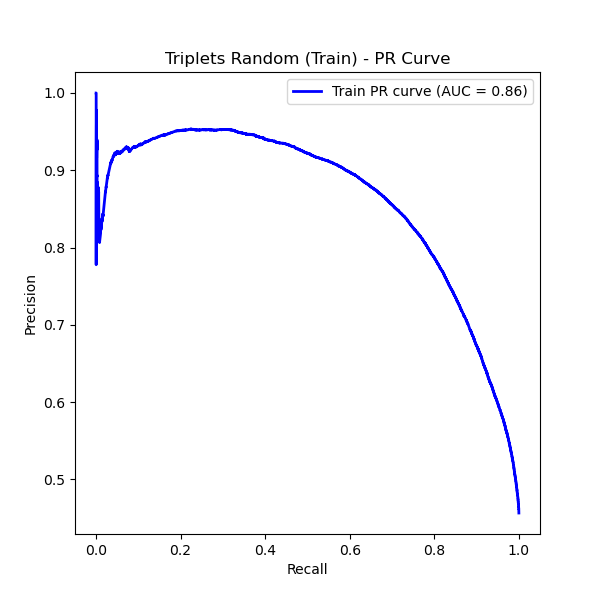 Triplets Random (Train) - PR Curve
Train PR curve (AUC = 0.86)
1.0
0.9
0.8
0.7
0.6
0.5
Precision
0.0 0.2 0.4 0.6 0.8 1.0
Recall